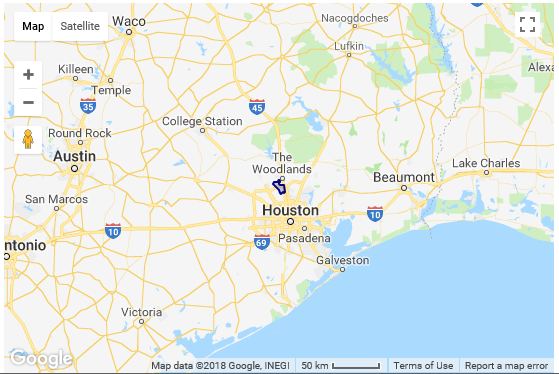 Map Satellite
Nacogdoches
Waco
Lufkin
Killeen
Temple
Alexa
35
45
College Station
Round Rock
Austin
The
Woodlands
Lake Charles
Beaumont
San Marcos
Houston
10
10
Pasadena
69
ntonio
Galveston
Victoria
Google
Map data ©2018 Google, INEGI 50 km Terms of Use Report a map error